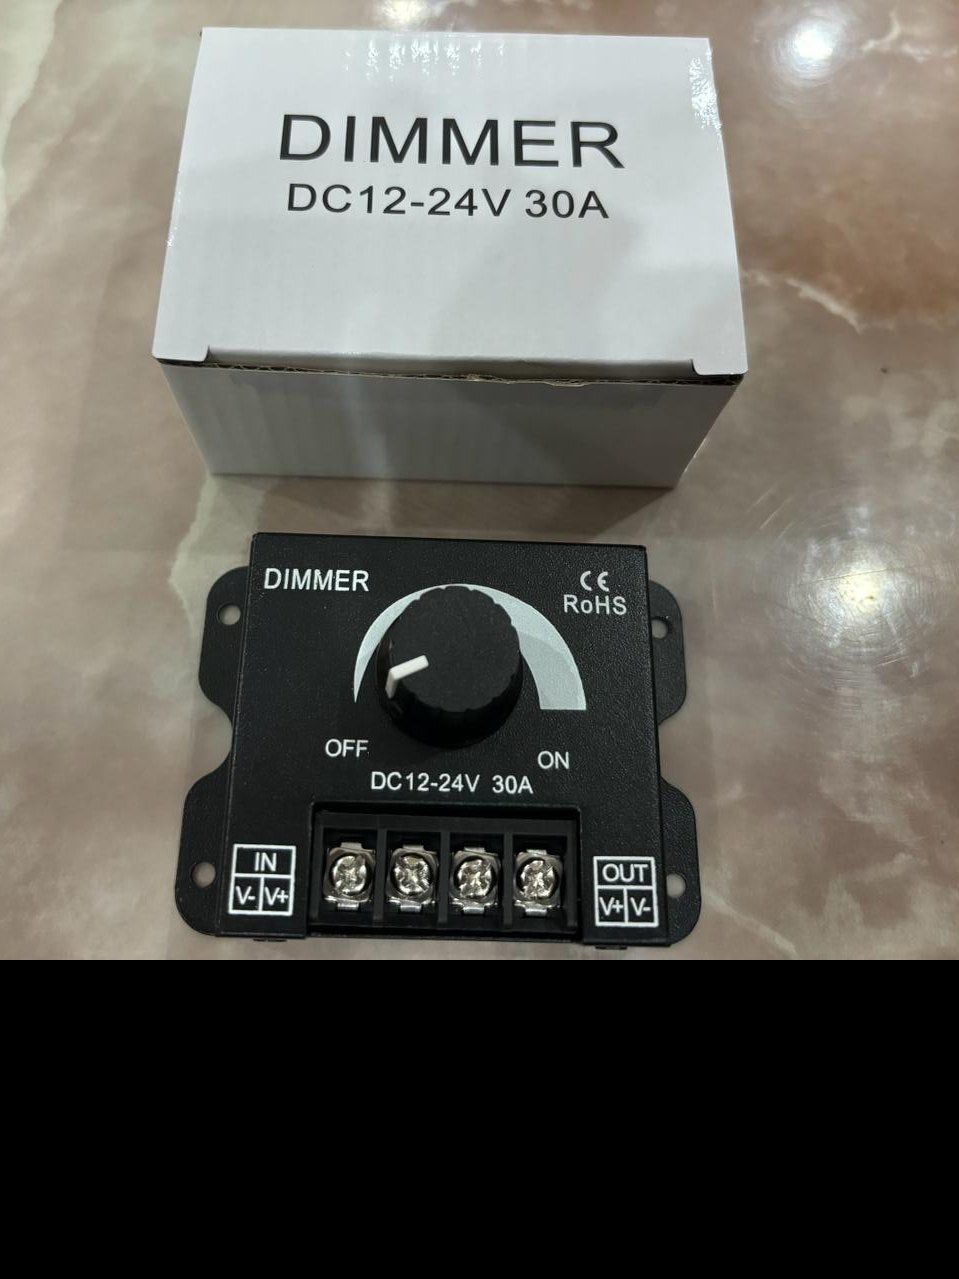 DIMMER
DC12-24V 30A
DIMMER
CE
RoHS
OFF
ON
DC12-24V 30A
IN
V- V+
OUT
V+ V-